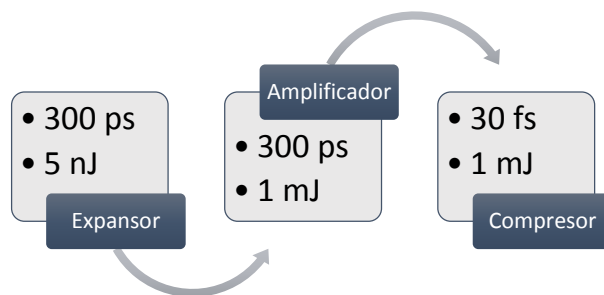 • 300 ps
• 5 nJ
Expansor
Amplificador
• 300 ps
• 1 mJ
• 30 fs
• 1 mJ
Compresor